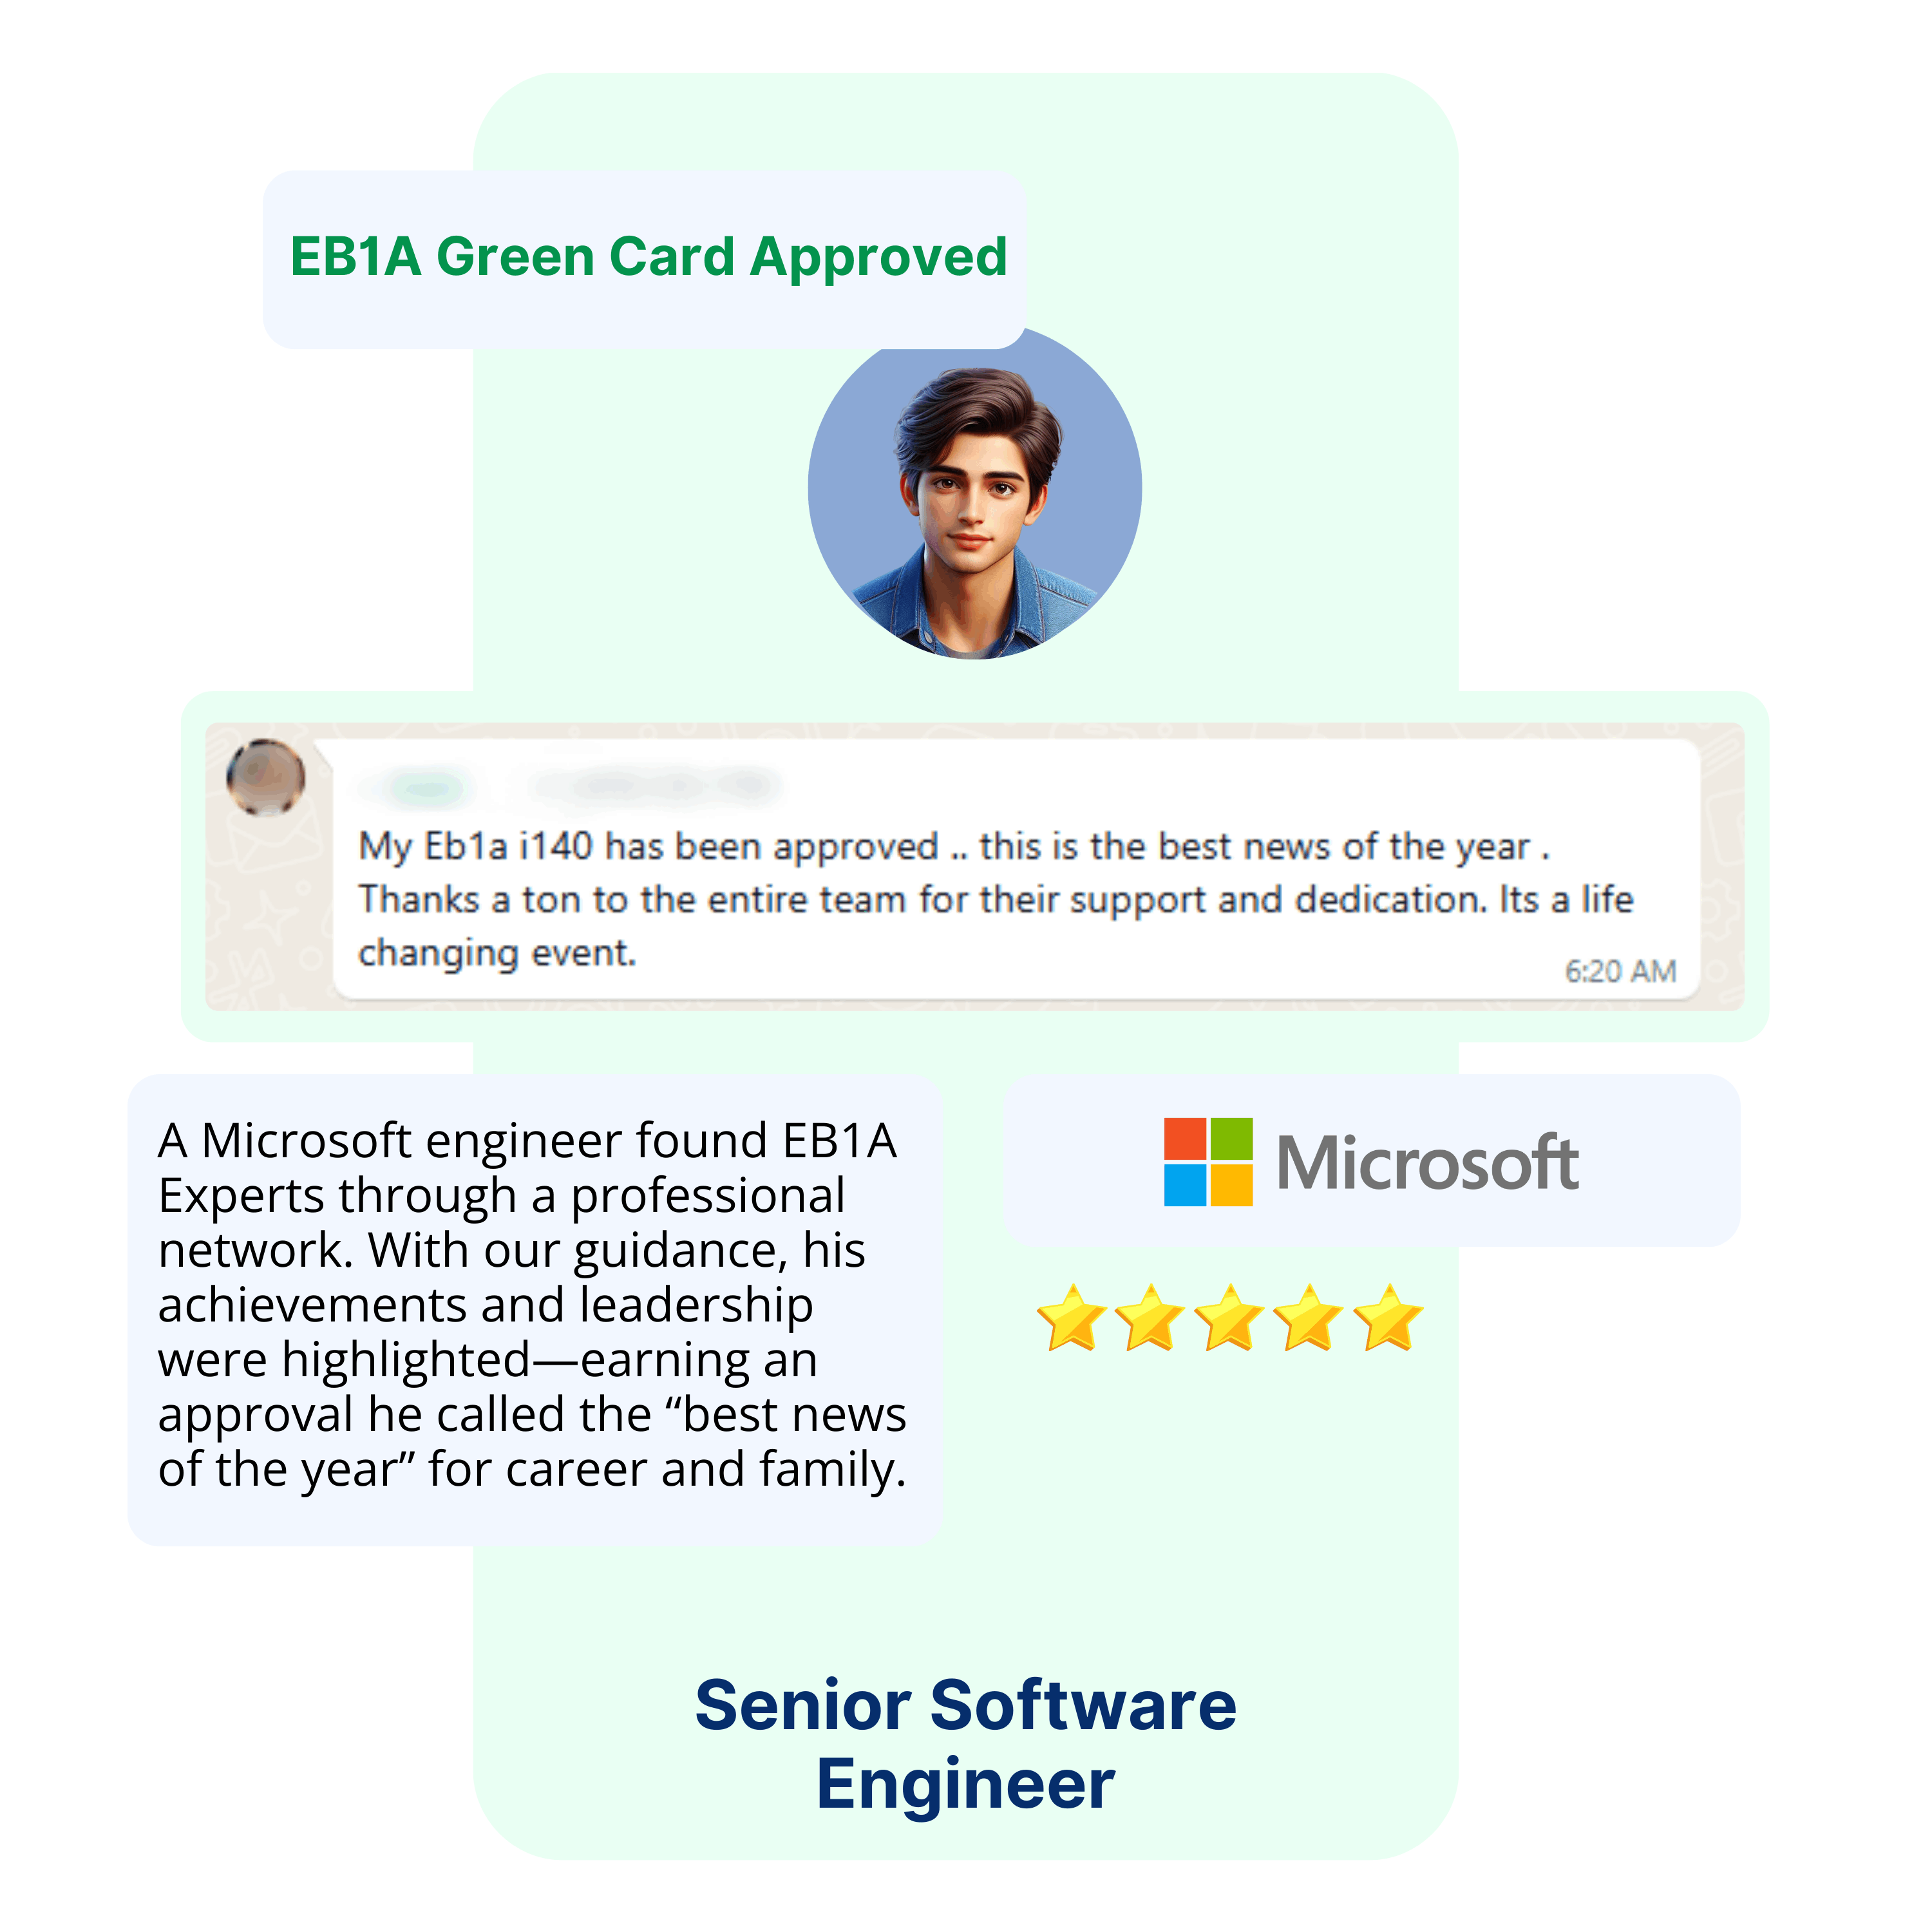 EB1A Green Card Approved
My Eb1a i140 has been approved .. this is the best news of the year .
Thanks a ton to the entire team for their support and dedication. Its a life
changing event.
6:20 AM
A Microsoft engineer found EB1A
Experts through a professional
network. With our guidance, his
achievements and leadership
were highlighted—earning an
approval he called the “best news
of the year” for career and family.
Microsoft
Senior Software
Engineer